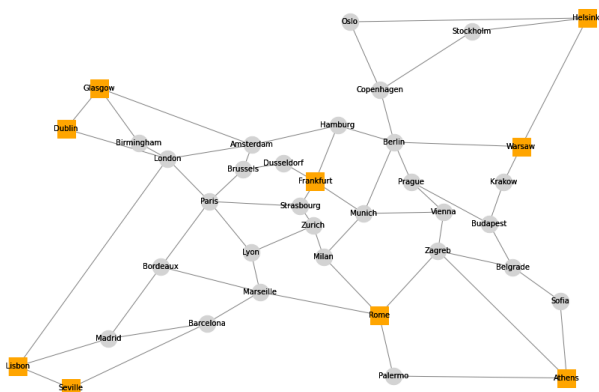 Oslo
Helsinki
Stockholm
Copenhagen
Glasgow
Dublin
Hamburg
Birmingham
Amsterdam
Berlin
Warsaw
London
Dusseldorf
Brussels
Frankfurt
Prague
Krakow
Paris
Strasbourg
Munich
Vienna
Zurich
Budapest
Lyon
Milan
Zagreb
Bordeaux
Belgrade
Marseille
Sofia
Barcelona
Rome
Madrid
Lisbon
Palermo
Athens
Seville